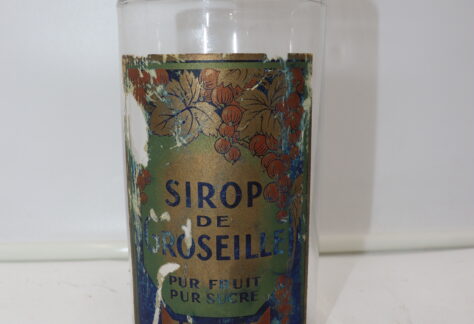 SIROP
DE
GROSEILLE
PUR FRUIT
PUR SUCRE